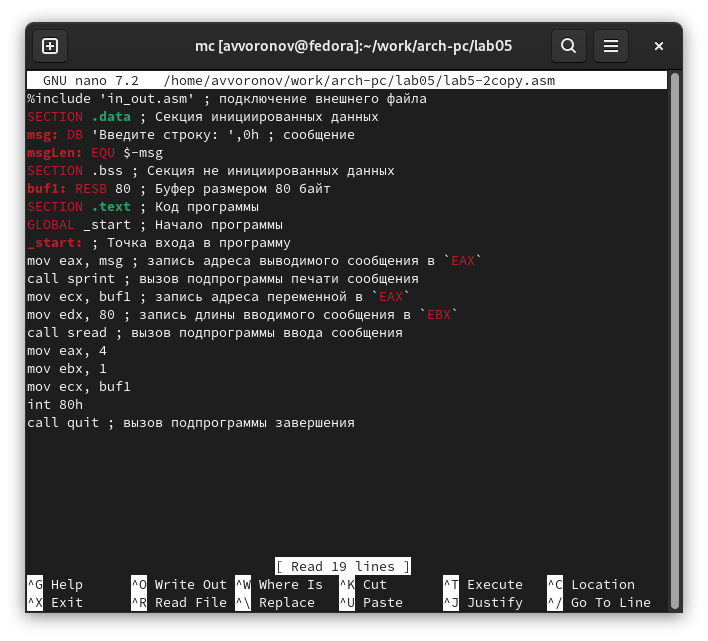 mc [avvoronov@fedora]:~/work/arch-pc/lab05
GNU nano 7.2 /home/avvoronov/work/arch-pc/lab05/lab5-2copy.asm
%include 'in_out.asm' ; подключение внешнего файла
SECTION .data ; Секция инициированных данных
msg: DB 'Введите строку: ',0h ; сообщение
msgLen: EQU $-msg
SECTION .bss ; Секция не инициированных данных
buf1: RESB 80 ; Буфер размером 80 байт
SECTION .text ; Код программы
GLOBAL _start ; Начало программы
_start: ; Точка входа в программу
mov eax, msg ; запись адреса выводимого сообщения в `EAX`
call sprint ; вызов подпрограммы печати сообщения
mov ecx, buf1 ; запись адреса переменной в `EAX`
mov edx, 80 ; запись длины вводимого сообщения в `EBX`
call sread ; вызов подпрограммы ввода сообщения
mov eax, 4
mov ebx, 1
mov ecx, buf1
int 80h
call quit ; вызов подпрограммы завершения
[ Read 19 lines ]
^G Help ^O Write Out ^W Where Is ^K Cut ^T Execute ^C Location
^X Exit ^R Read File ^\ Replace ^U Paste ^J Justify ^/ Go To Line